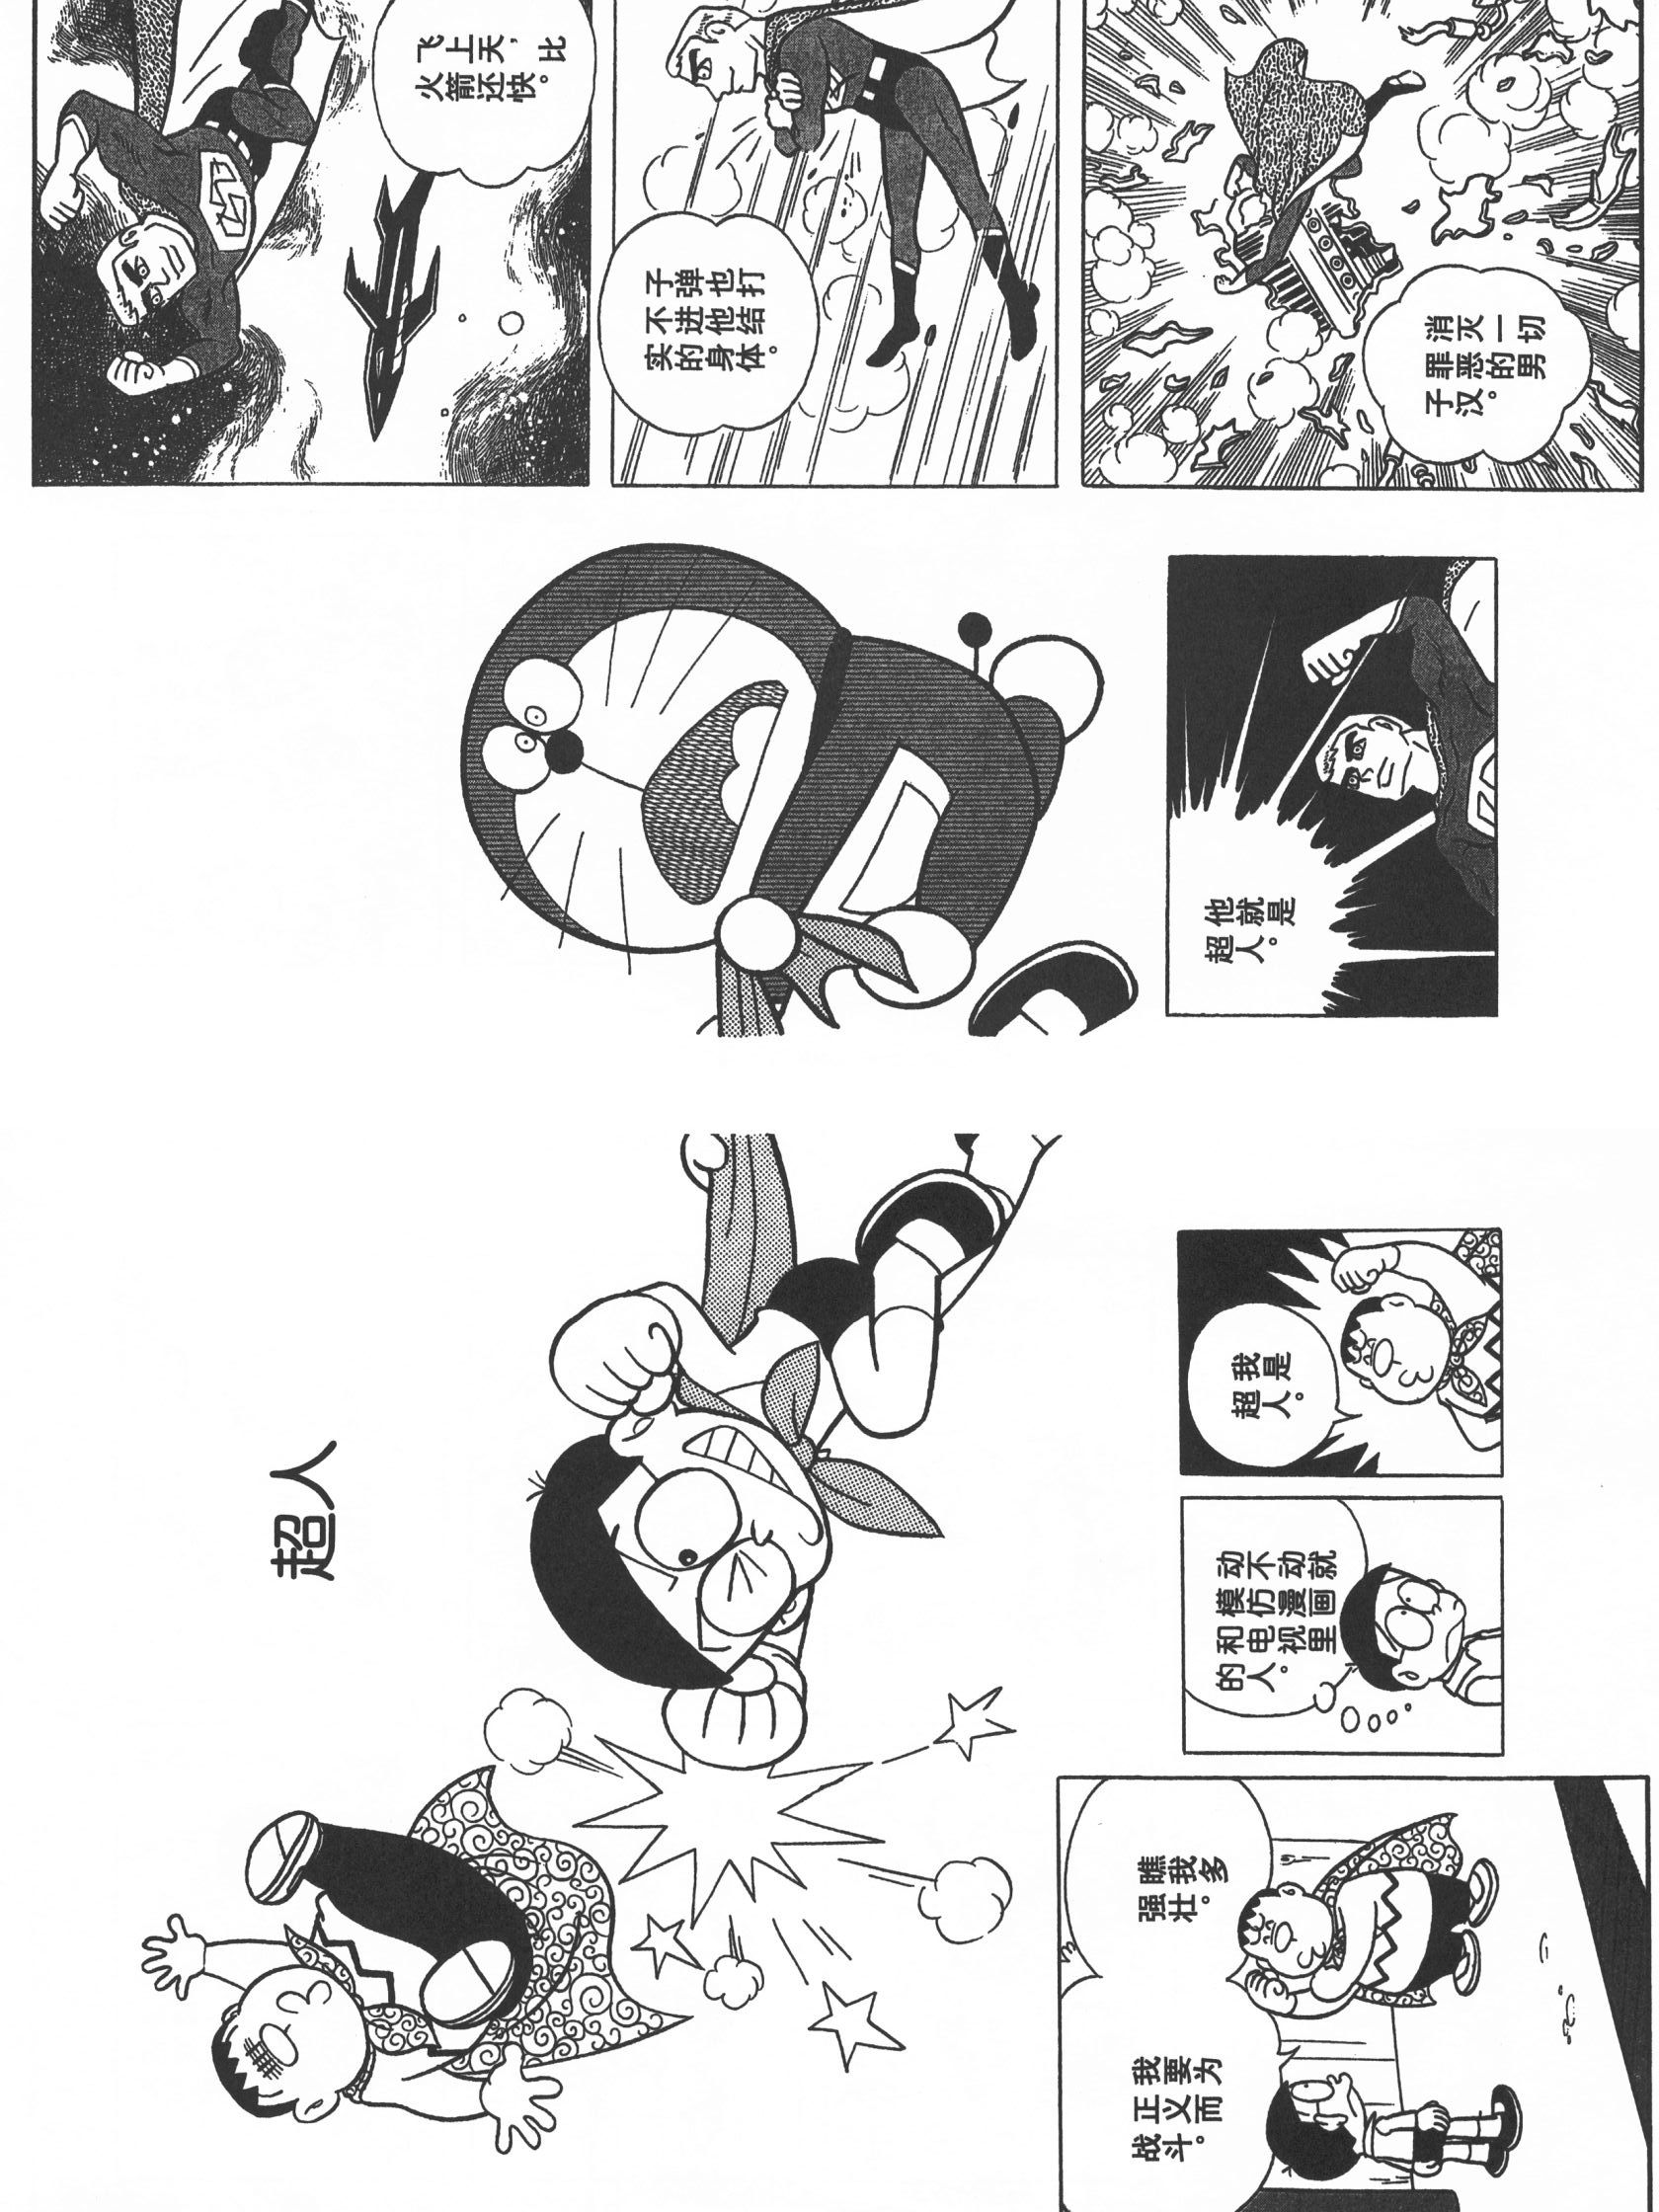 超人
飞上天，比
火箭还快。
子弹也打
不进他结
实的身体。
消灭一切
罪恶的男
子汉。
他就是
超人。
我是
超人。
动不动就
模仿漫画
和电视里
的人。
瞧我多
强壮。
我要为
正义而
战斗。